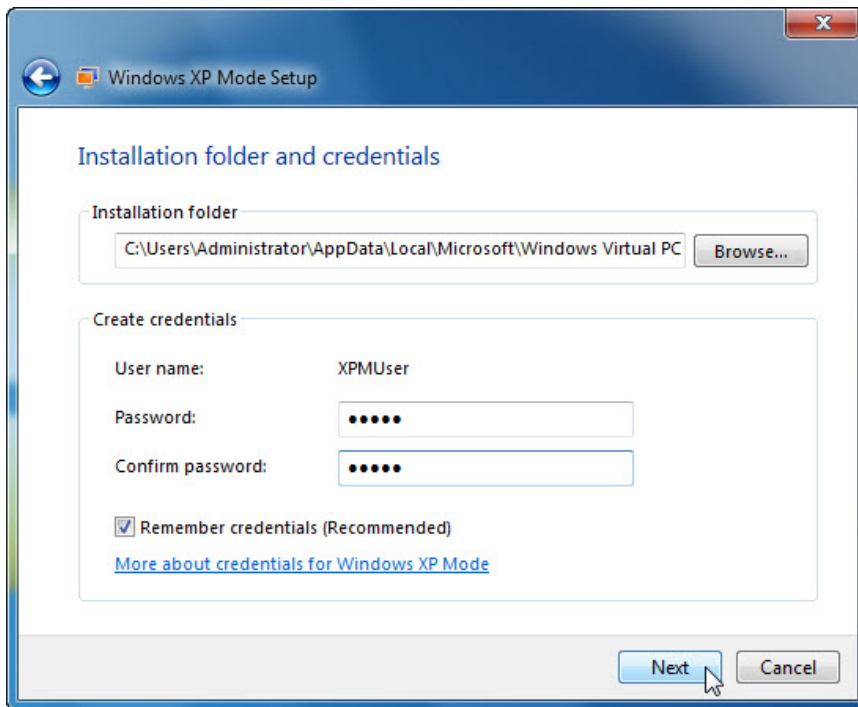 Windows XP Mode Setup
Installation folder and credentials
Installation folder
C:\Users\Administrator\AppData\Local\Microsoft\Windows Virtual PC
Browse...
Create credentials
User name: XPMUser
Password: •••••
Confirm password: •••••
Remember credentials (Recommended)
More about credentials for Windows XP Mode
Next Cancel